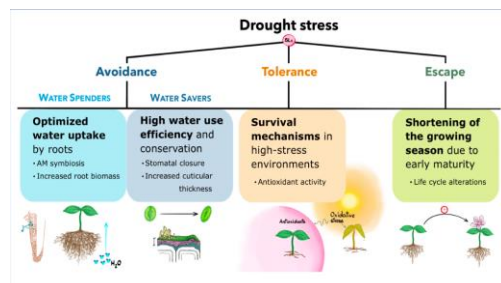 Drought stress
SLs
Avoidance
Tolerance
Escape
WATER SPENDERS
WATER SAVERS
Optimized
water uptake
by roots
• AM symbiosis
• Increased root biomass
High water use
efficiency and
conservation
• Stomatal closure
• Increased cuticular
thickness
Survival
mechanisms in
high-stress
environments
• Antioxidant activity
Shortening of
the growing
season due to
early maturity
• Life cycle alterations
H₂O
Antioxidants
Oxidative
stress